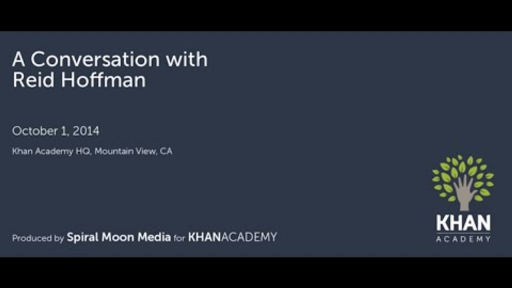 A Conversation with
Reid Hoffman
October 1, 2014
Khan Academy HQ, Mountain View, CA
Produced by Spiral Moon Media for KHANACADEMY
KHAN
ACADEMY